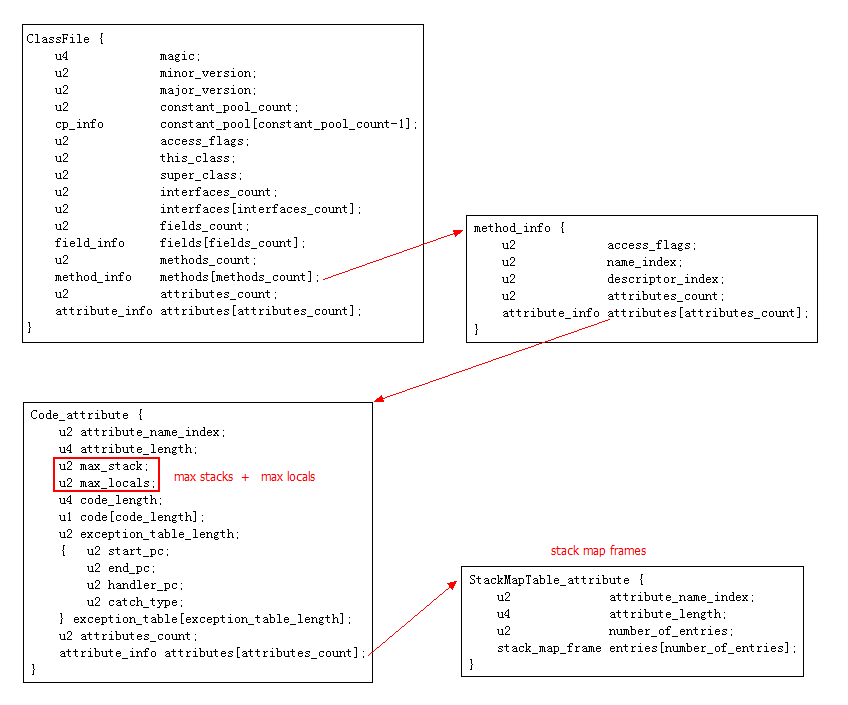 ClassFile {
u4 magic;
u2 minor_version;
u2 major_version;
u2 constant_pool_count;
cp_info constant_pool[constant_pool_count-1];
u2 access_flags;
u2 this_class;
u2 super_class;
u2 interfaces_count;
u2 interfaces[interfaces_count];
u2 fields_count;
field_info fields[fields_count];
u2 methods_count;
method_info methods[methods_count];
u2 attributes_count;
attribute_info attributes[attributes_count];
}
method_info {
u2 access_flags;
u2 name_index;
u2 descriptor_index;
u2 attributes_count;
attribute_info attributes[attributes_count];
}
Code_attribute {
u2 attribute_name_index;
u4 attribute_length;
u2 max_stack;
u2 max_locals;
max stacks + max locals
u4 code_length;
u1 code[code_length];
u2 exception_table_length;
{ u2 start_pc;
u2 end_pc;
u2 handler_pc;
u2 catch_type;
} exception_table[exception_table_length];
u2 attributes_count;
attribute_info attributes[attributes_count];
}
stack map frames
StackMapTable_attribute {
u2 attribute_name_index;
u4 attribute_length;
u2 number_of_entries;
stack_map_frame entries[number_of_entries];
}